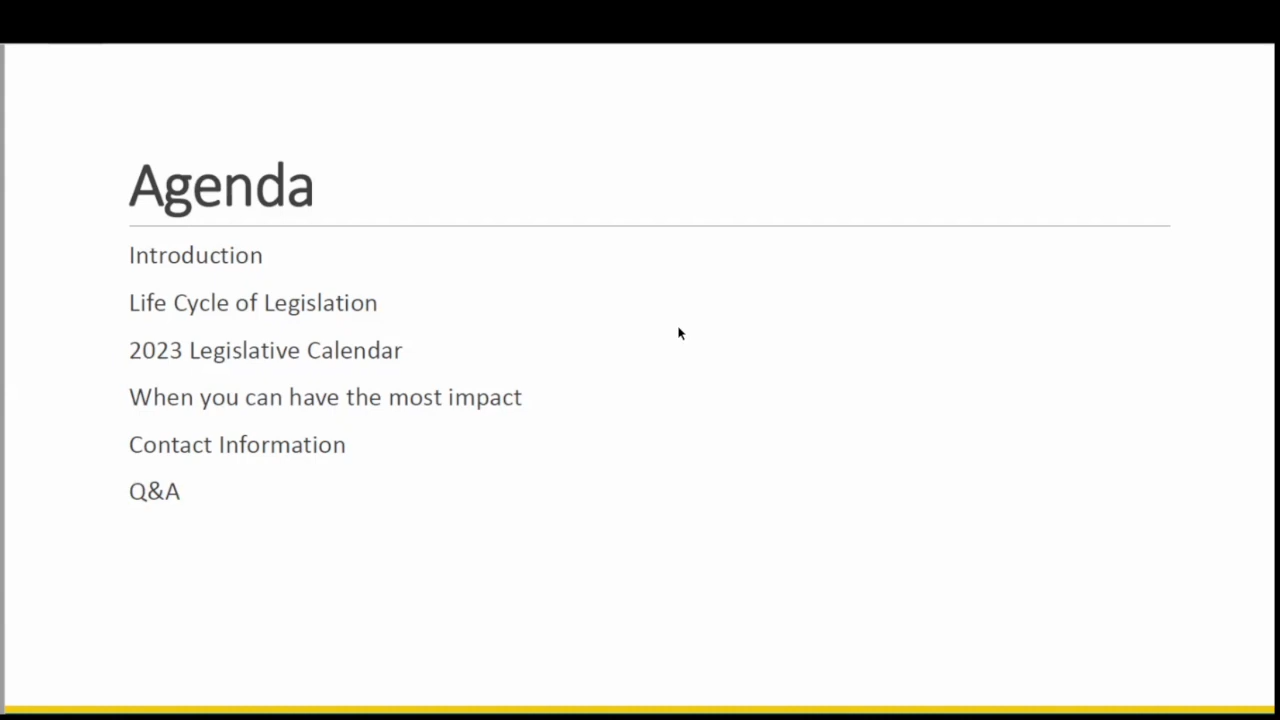 Agenda
Introduction
Life Cycle of Legislation
2023 Legislative Calendar
When you can have the most impact
Contact Information
Q&A